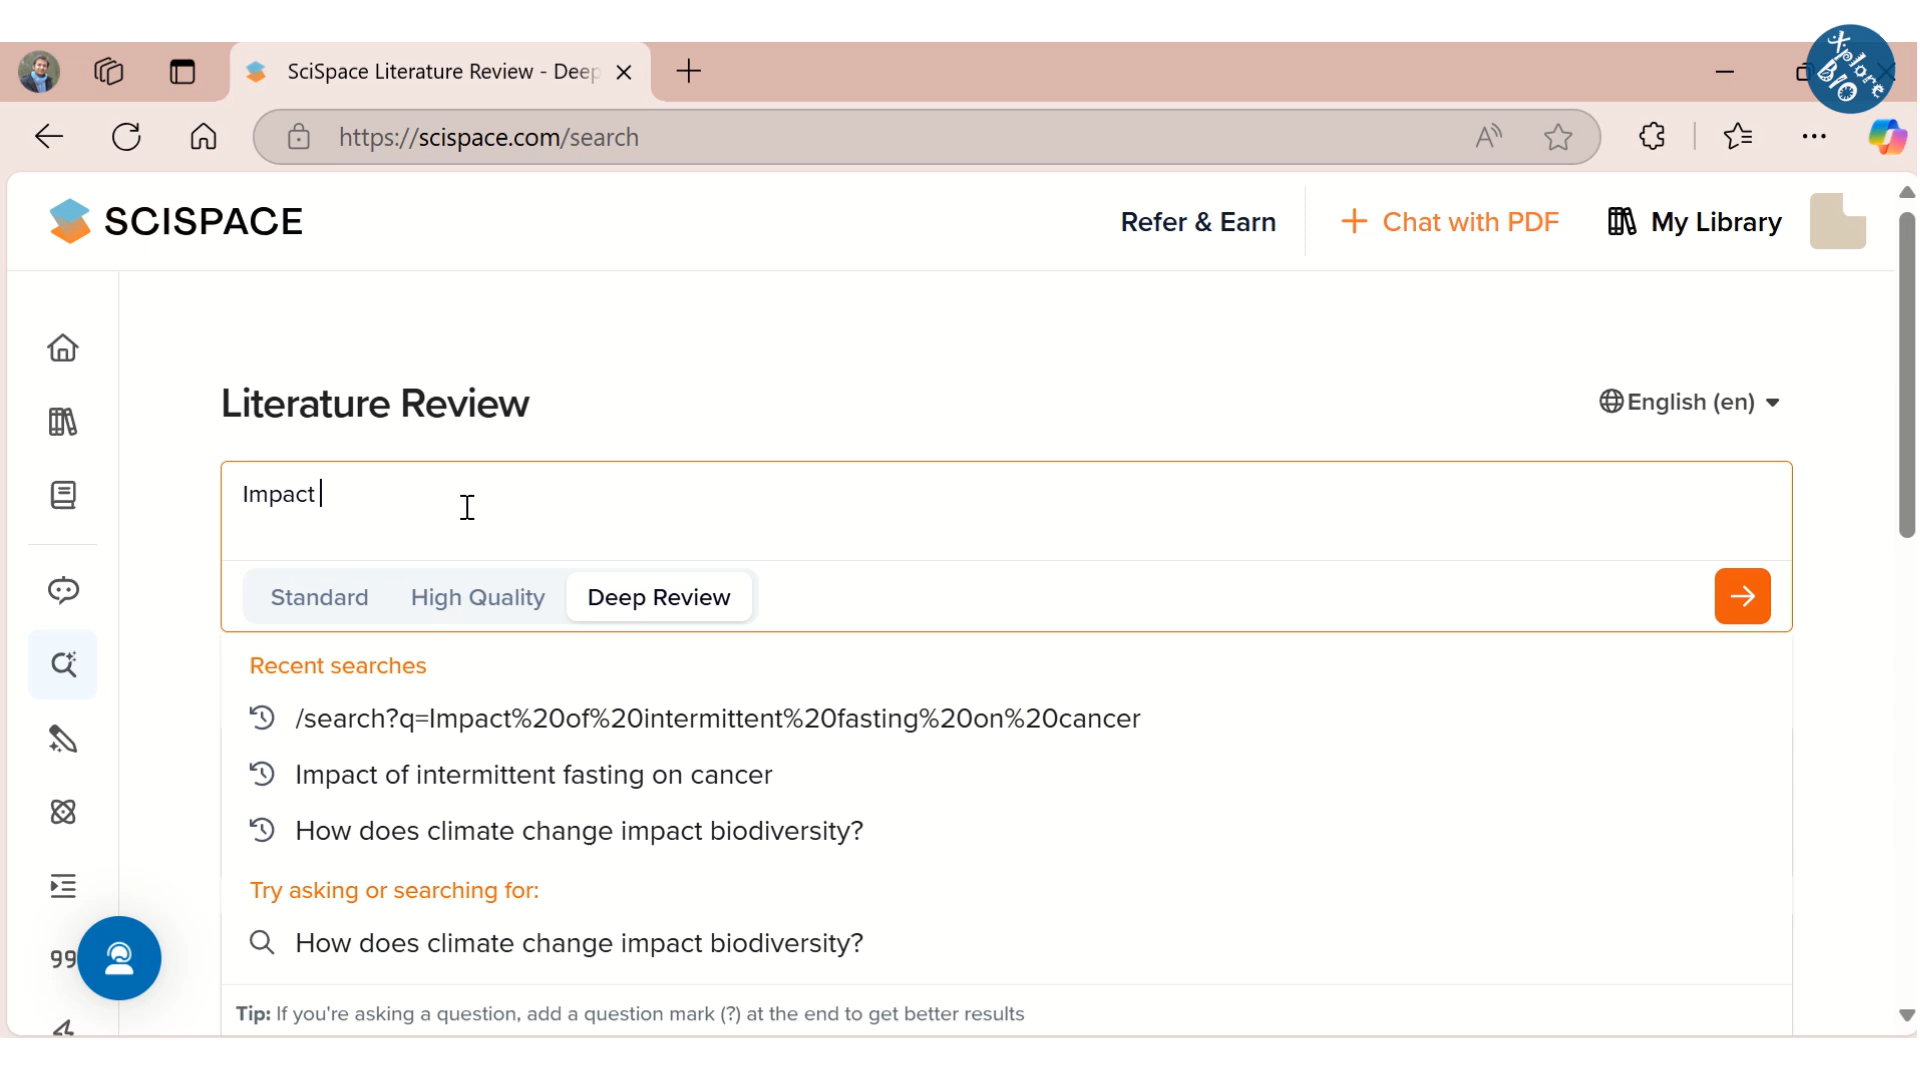 SciSpace Literature Review - Deep
xplore
BIO
https://scispace.com/search
SCISPACE
Refer & Earn
Chat with PDF
My Library
Literature Review
English (en)
Impact
Standard
High Quality
Deep Review
Recent searches
/search?q=Impact%20of%20intermittent%20fasting%20on%20cancer
Impact of intermittent fasting on cancer
How does climate change impact biodiversity?
Try asking or searching for:
How does climate change impact biodiversity?
Tip: If you're asking a question, add a question mark (?) at the end to get better results